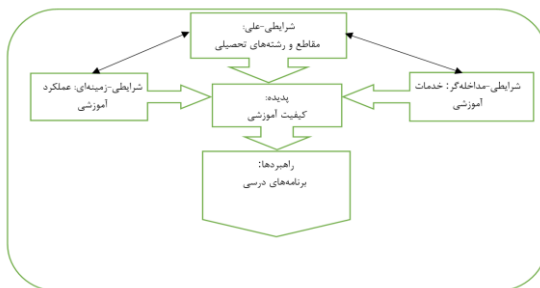 شرایطی-علی:
مقاطع و رشته‌های تحصیلی
شرایطی-مداخله‌گر: خدمات
آموزشی
پدیده:
کیفیت آموزشی
شرایطی-زمینه‌ای: عملکرد
آموزشی
راهبردها:
برنامه‌های درسی